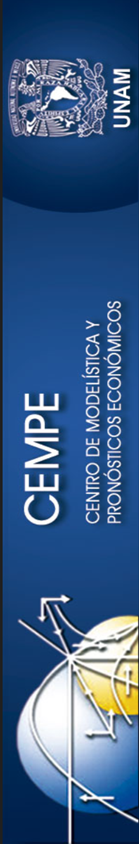 CEMPE
CENTRO DE MODELÍSTICA Y
PRONÓSTICOS ECONÓMICOS
UNAM